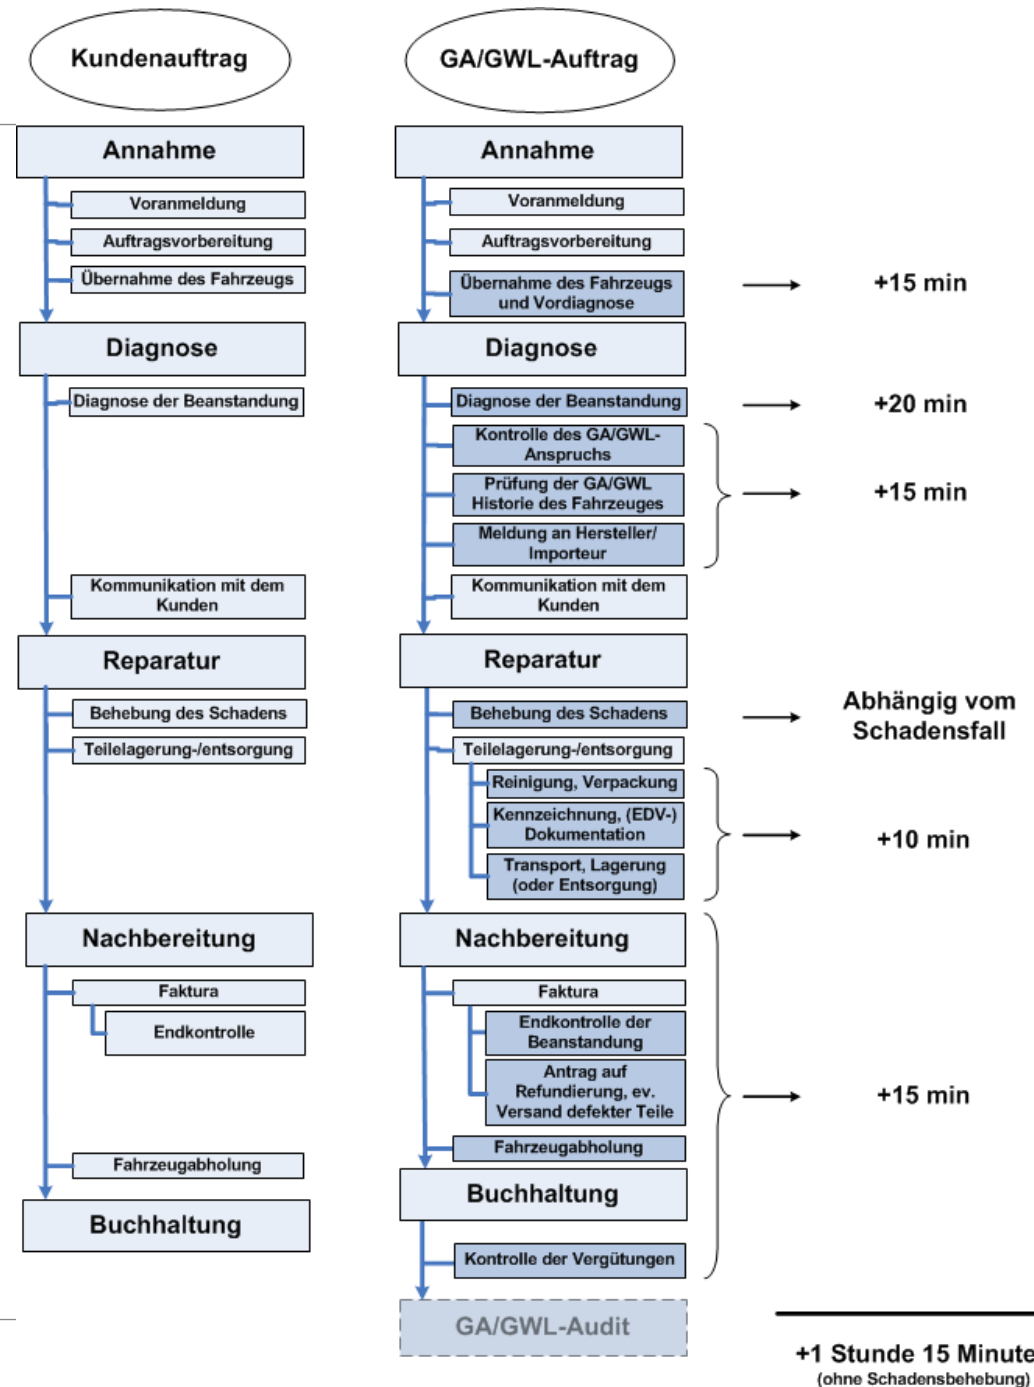 Kundenauftrag
Annahme
Voranmeldung
Auftragsvorbereitung
Übernahme des Fahrzeugs
Diagnose
Diagnose der Beanstandung
Kommunikation mit dem
Kunden
Reparatur
Behebung des Schadens
Teilelagerung-/entsorgung
Nachbereitung
Faktura
Endkontrolle
Fahrzeugabholung
Buchhaltung
GA/GWL-Auftrag
Annahme
Voranmeldung
Auftragsvorbereitung
Übernahme des Fahrzeugs
und Vordiagnose
+15 min
Diagnose
Diagnose der Beanstandung
+20 min
Kontrolle des GA/GWL-
Anspruchs
Prüfung der GA/GWL
Historie des Fahrzeuges
Meldung an Hersteller/
Importeur
+15 min
Kommunikation mit dem
Kunden
Reparatur
Behebung des Schadens
Abhängig vom
Schadensfall
Teilelagerung-/entsorgung
Reinigung, Verpackung
Kennzeichnung, (EDV-)
Dokumentation
Transport, Lagerung
(oder Entsorgung)
+10 min
Nachbereitung
Faktura
Endkontrolle der
Beanstandung
Antrag auf
Refundierung, ev.
Versand defekter Teile
Fahrzeugabholung
Buchhaltung
Kontrolle der Vergütungen
+15 min
GA/GWL-Audit
+1 Stunde 15 Minute
(ohne Schadensbehebung)